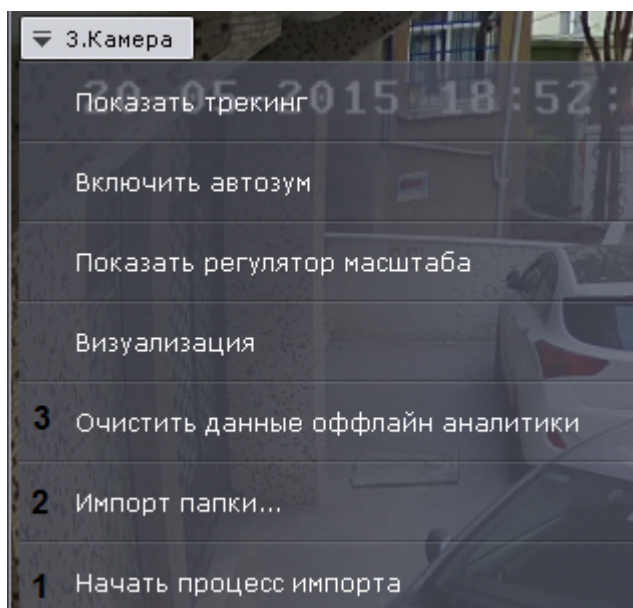 3.Камера
20-05-2015 18:52:
Показать трекинг
Включить автозум
Показать регулятор масштаба
Визуализация
3 Очистить данные оффлайн аналитики
2 Импорт папки...
1 Начать процесс импорта